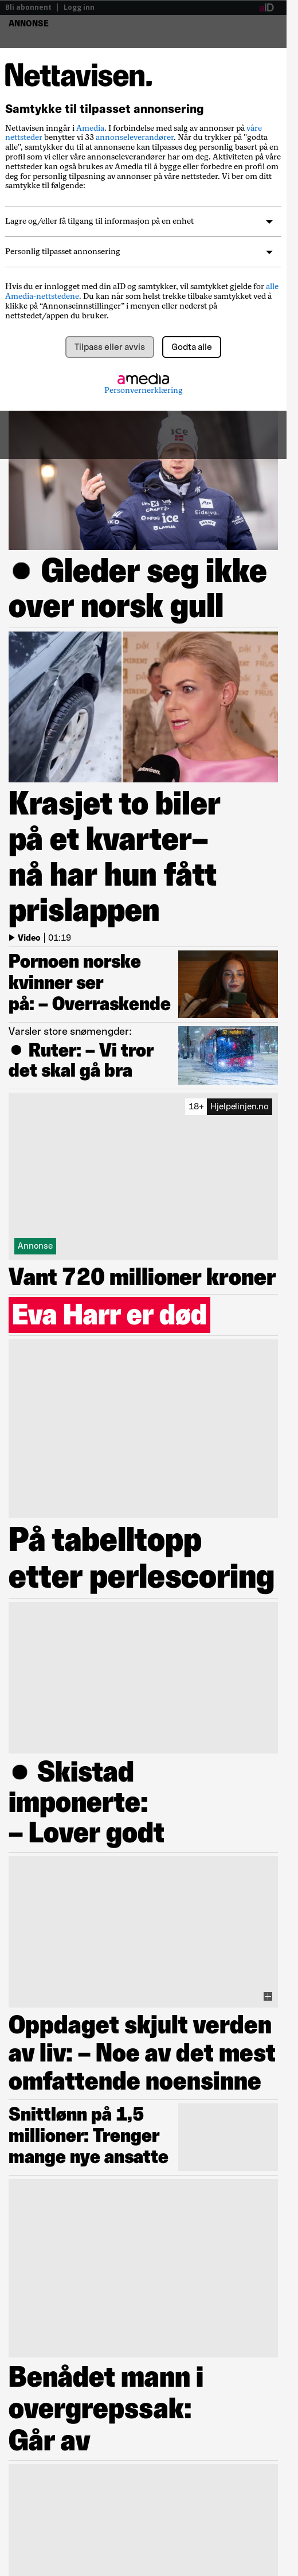 Bli abonnent | Logg inn
aID
ANNONSE
Nettavisen.
Samtykke til tilpasset annonsering
Nettavisen inngår i Amedia. I forbindelse med salg av annonser på våre
nettsteder benytter vi 33 annonseleverandører. Når du trykker på "godta
alle", samtykker du til at annonser kan tilpasses deg personlig basert på en
profil som vi eller våre annonseleverandører har om deg. Aktiviteten på våre
nettsteder kan også brukes av Amedia til å bygge eller forbedre en profil om
deg for personlig tilpasning av annonser på våre nettsteder. Vi ber om ditt
samtykke til følgende:
Lagre og/eller få tilgang til informasjon på en enhet
Personlig tilpasset annonsering
Hvis du er innlogget med din aID og samtykker, vil samtykket gjelde for alle
Amedia-nettstedene. Du kan når som helst trekke tilbake samtykket ved å
klikke på “Annonseinnstillinger” i menyen eller nederst på
nettstedet/appen du bruker.
Tilpass eller avvis
Godta alle
amedia
Personvernerklæring
● Gleder seg ikke
over norsk gull
Krasjet to biler
på et kvarter–
nå har hun fått
prislappen
Video | 01:19
Pornoen norske
kvinner ser
på: – Overraskende
Varsler store snømengder:
● Ruter: – Vi tror
det skal gå bra
18+ Hjelpelinjen.no
Annonse
Vant 720 millioner kroner
Eva Harr er død
På tabelltopp
etter perlescoring
● Skistad
imponerte:
– Lover godt
Oppdaget skjult verden
av liv: – Noe av det mest
omfattende noensinne
Snittlønn på 1,5
millioner: Trenger
mange nye ansatte
Benådet mann i
overgrepssak:
Går av